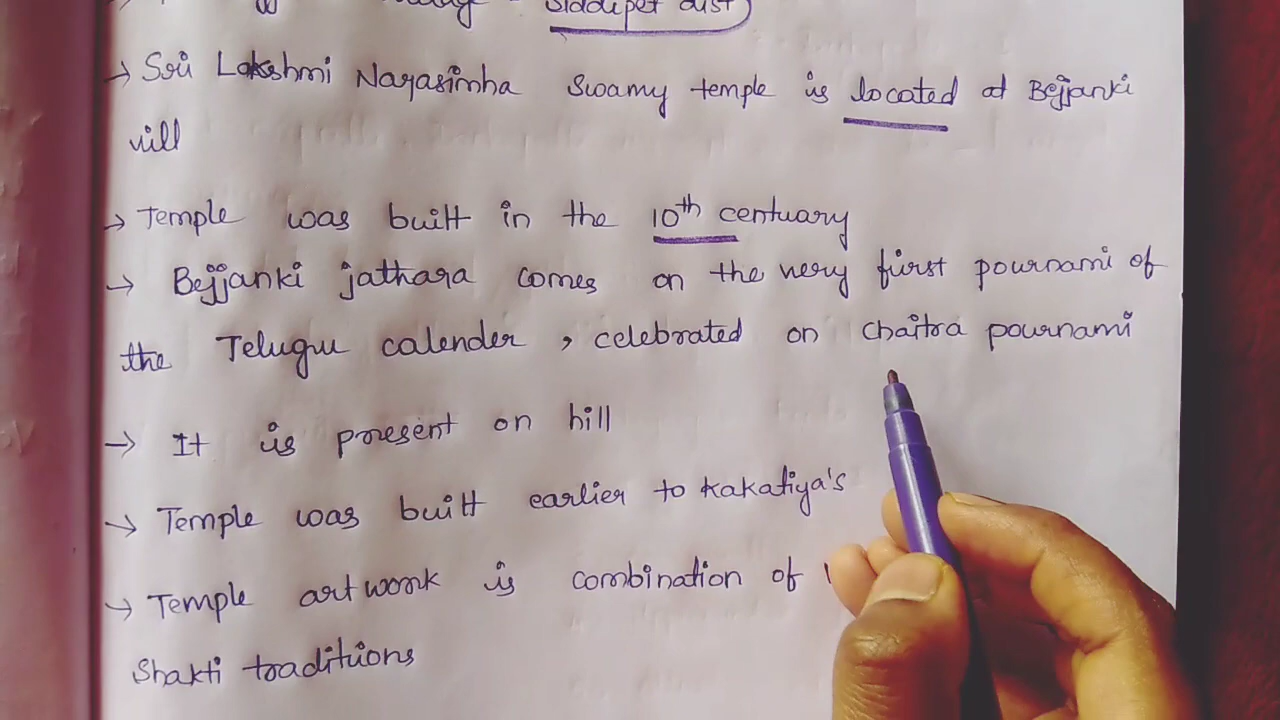 Siddipet dist
→ Sri Lakshmi Narasimha Swamy temple is located at Bejjanki
vill
→ Temple was built in the 10th centuary
→ Bejjanki jathara comes on the very first pournami of
the Telugu calender, celebrated on chaitra pournami
→ It is present on hill
→ Temple was built earlier to kakatiya's
→ Temple artwork is combination of
Shakti traditions